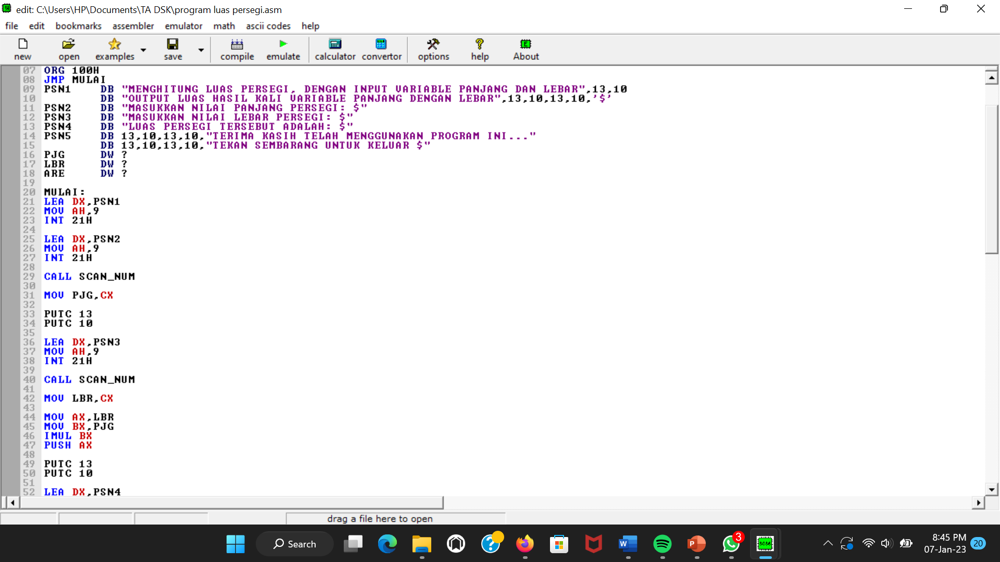 edit: C:\Users\HP\Documents\TA DSK\program luas persegi.asm
file edit bookmarks assembler emulator math ascii codes help
new open examples save compile emulate calculator convertor options help About
07 ORG 100H
08 JMP MULAI
09 PSN1 DB "MENGHITUNG LUAS PERSEGI, DENGAN INPUT VARIABLE PANJANG DAN LEBAR",13,10
10 DB "OUTPUT LUAS HASIL KALI VARIABLE PANJANG DENGAN LEBAR",13,10,13,10,'$'
11 PSN2 DB "MASUKKAN NILAI PANJANG PERSEGI: $"
12 PSN3 DB "MASUKKAN NILAI LEBAR PERSEGI: $"
13 PSN4 DB "LUAS PERSEGI TERSEBUT ADALAH: $"
14 PSN5 DB 13,10,13,10,"TERIMA KASIH TELAH MENGGUNAKAN PROGRAM INI..."
15 DB 13,10,13,10,"TEKAN SEMBARANG UNTUK KELUAR $"
16 PJG DW ?
17 LBR DW ?
18 ARE DW ?
19
20 MULAI:
21 LEA DX,PSN1
22 MOV AH,9
23 INT 21H
24
25 LEA DX,PSN2
26 MOV AH,9
27 INT 21H
28
29 CALL SCAN_NUM
30
31 MOV PJG,CX
32
33 PUTC 13
34 PUTC 10
35
36 LEA DX,PSN3
37 MOV AH,9
38 INT 21H
39
40 CALL SCAN_NUM
41
42 MOV LBR,CX
43
44 MOV AX,LBR
45 MOV BX,PJG
46 IMUL BX
47 PUSH AX
48
49 PUTC 13
50 PUTC 10
51
52 LEA DX,PSN4
drag a file here to open
Search
3
8086
8:45 PM
07-Jan-23
20